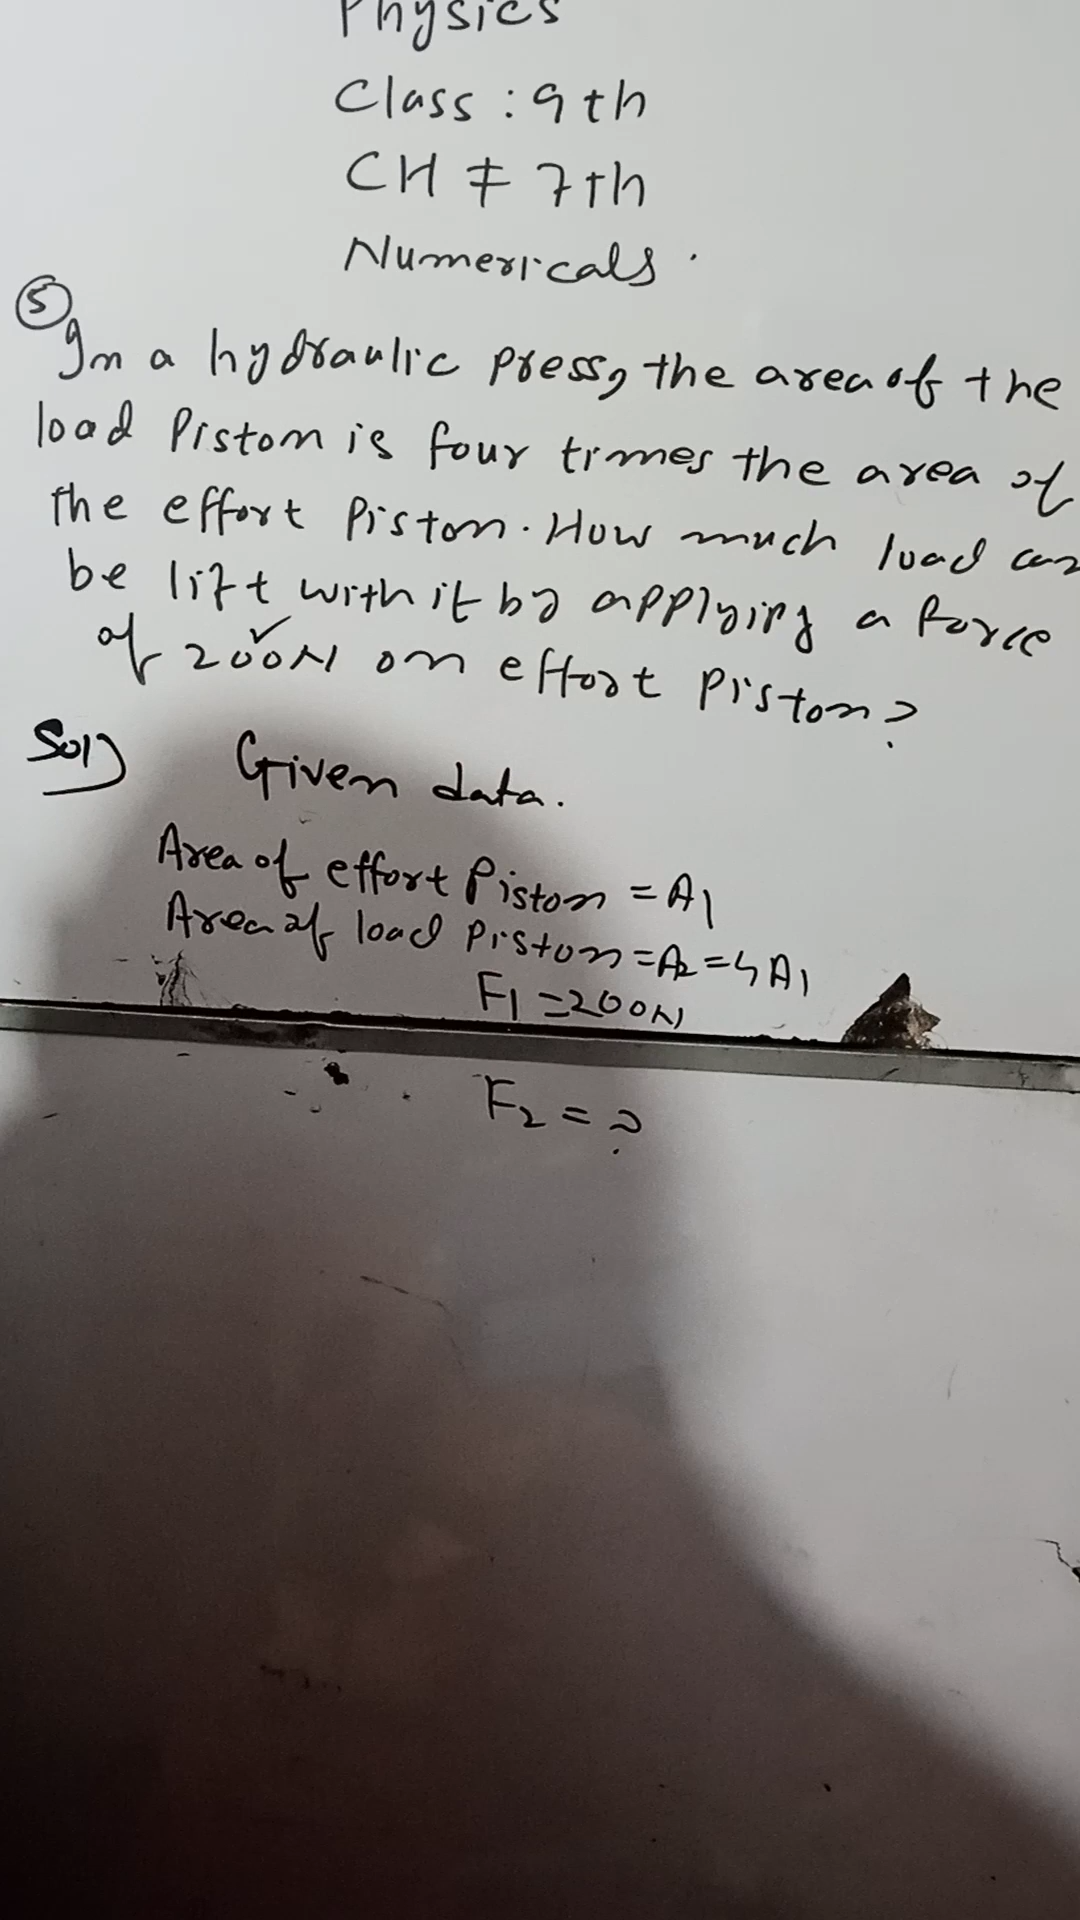 Physics
Class : 9th
CH # 7th
Numericals.
5
In a hydraulic press, the area of the
load Piston is four times the area of
the effort Piston. How much load can
be lift with it by applying a force
of 200N on effort piston?
Sol)
Given data.
Area of effort Piston = A1
Area of load Piston = A2 = 4A1
F1 = 200N
F2 = ?